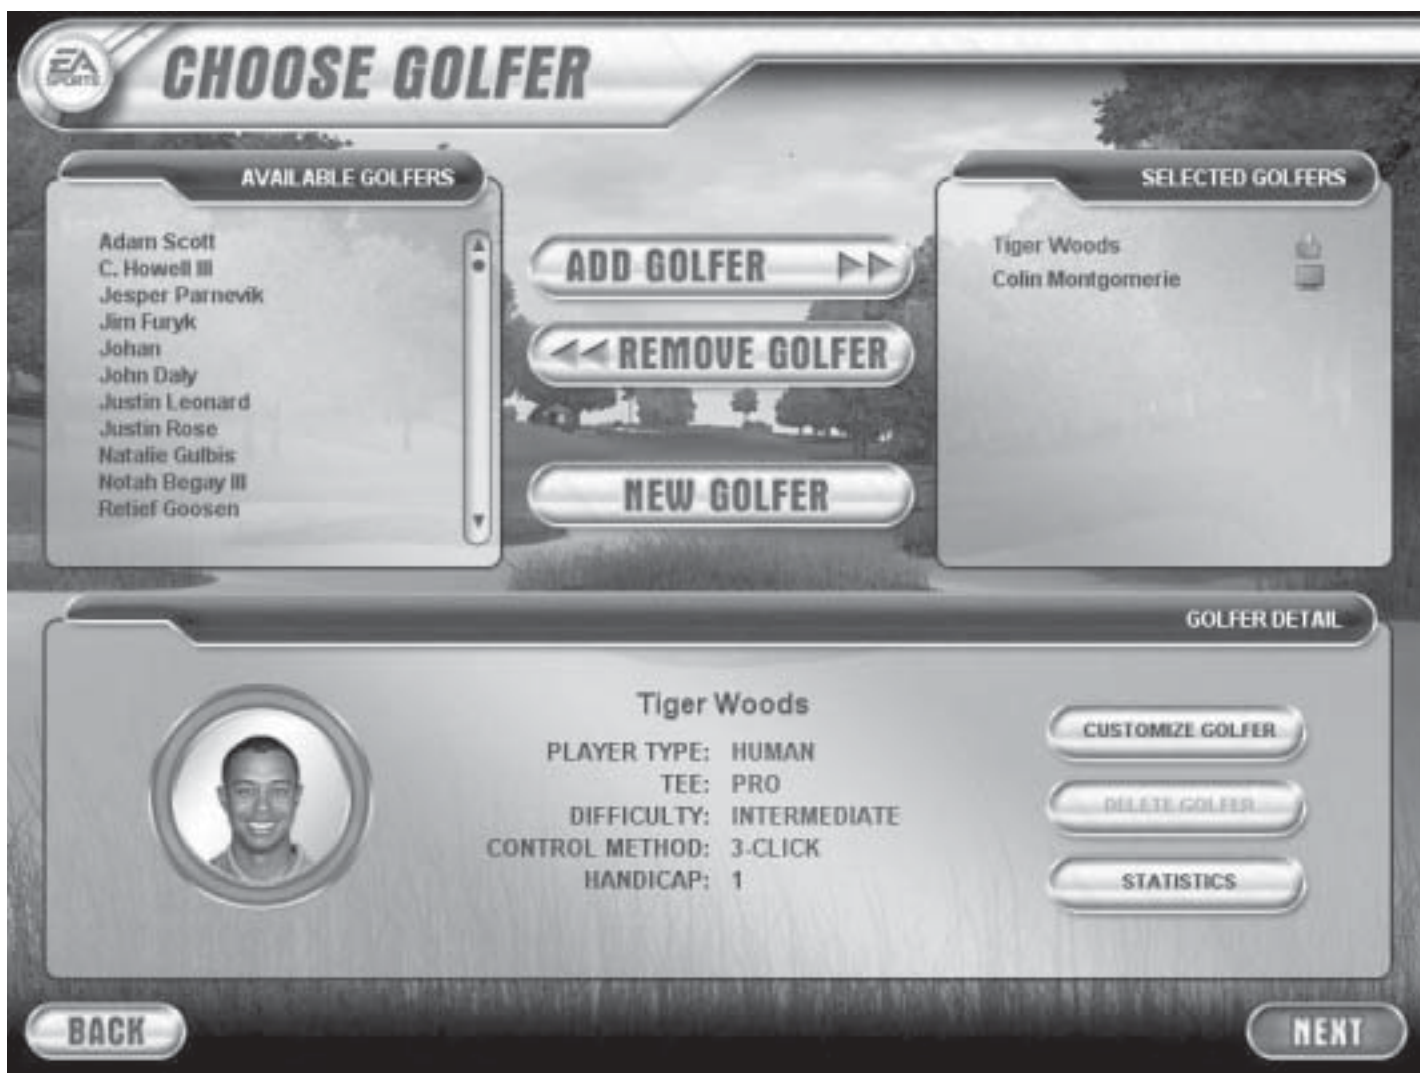 EA
SPORTS
CHOOSE GOLFER
AVAILABLE GOLFERS
Adam Scott
C. Howell III
Jesper Parnevik
Jim Furyk
Johan
John Daly
Justin Leonard
Justin Rose
Natalie Gulbis
Notah Begay III
Retief Goosen
ADD GOLFER
REMOVE GOLFER
NEW GOLFER
SELECTED GOLFERS
Tiger Woods
Colin Montgomerie
GOLFER DETAIL
Tiger Woods
PLAYER TYPE: HUMAN
TEE: PRO
DIFFICULTY: INTERMEDIATE
CONTROL METHOD: 3-CLICK
HANDICAP: 1
CUSTOMIZE GOLFER
DELETE GOLFER
STATISTICS
BACK
NEXT